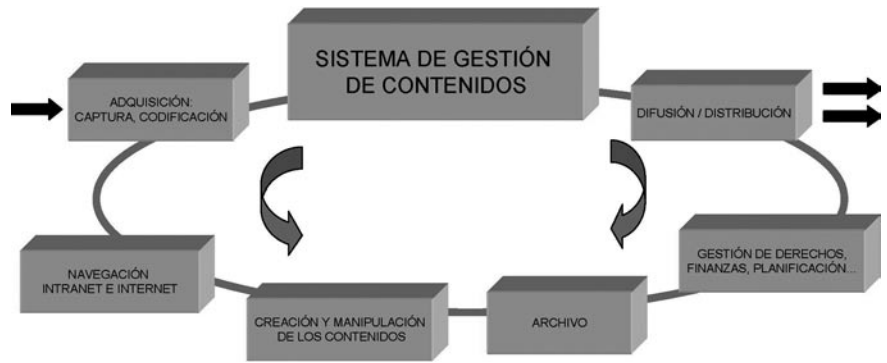 SISTEMA DE GESTIÓN
DE CONTENIDOS
ADQUISICIÓN:
CAPTURA, CODIFICACIÓN
DIFUSIÓN / DISTRIBUCIÓN
NAVEGACIÓN
INTRANET E INTERNET
GESTIÓN DE DERECHOS,
FINANZAS, PLANIFICACIÓN...
CREACIÓN Y MANIPULACIÓN
DE LOS CONTENIDOS
ARCHIVO